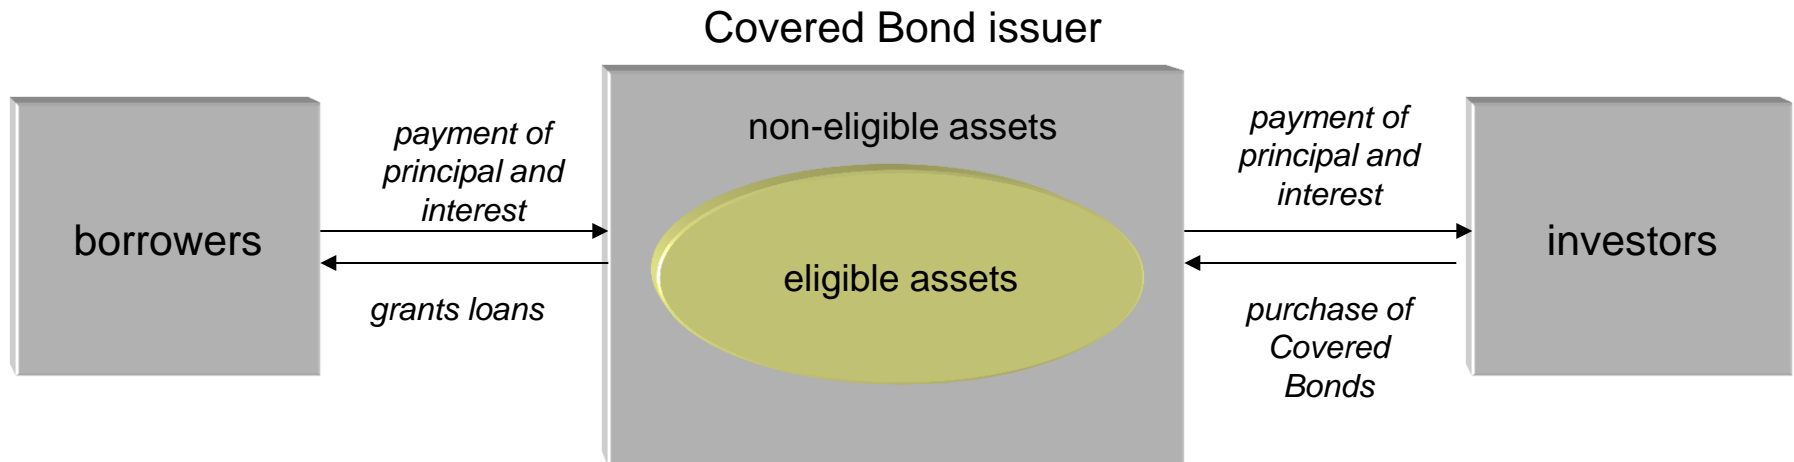 Covered Bond issuer
borrowers
payment of
principal and
interest
grants loans
non-eligible assets
eligible assets
payment of
principal and
interest
purchase of
Covered
Bonds
investors